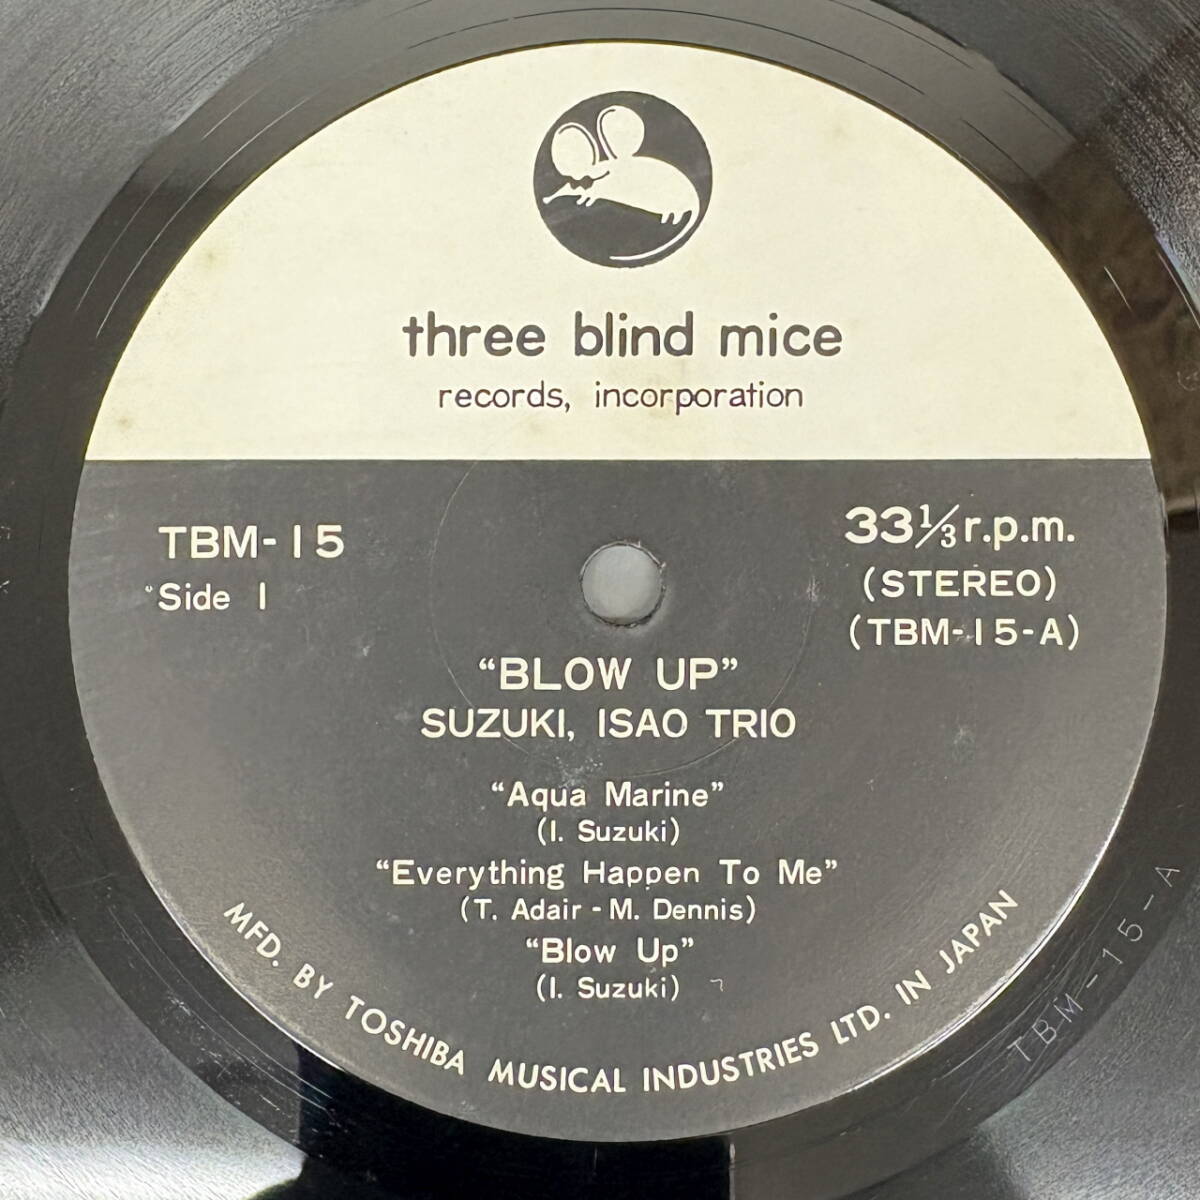 three blind mice
records, incorporation
TBM-15
Side 1
33 1/3 r.p.m.
(STEREO)
(TBM-15-A)
“BLOW UP”
SUZUKI, ISAO TRIO
“Aqua Marine”
(I. Suzuki)
“Everything Happen To Me”
(T. Adair - M. Dennis)
“Blow Up”
(I. Suzuki)
MFD. BY TOSHIBA MUSICAL INDUSTRIES LTD. IN JAPAN
TBM-15-A